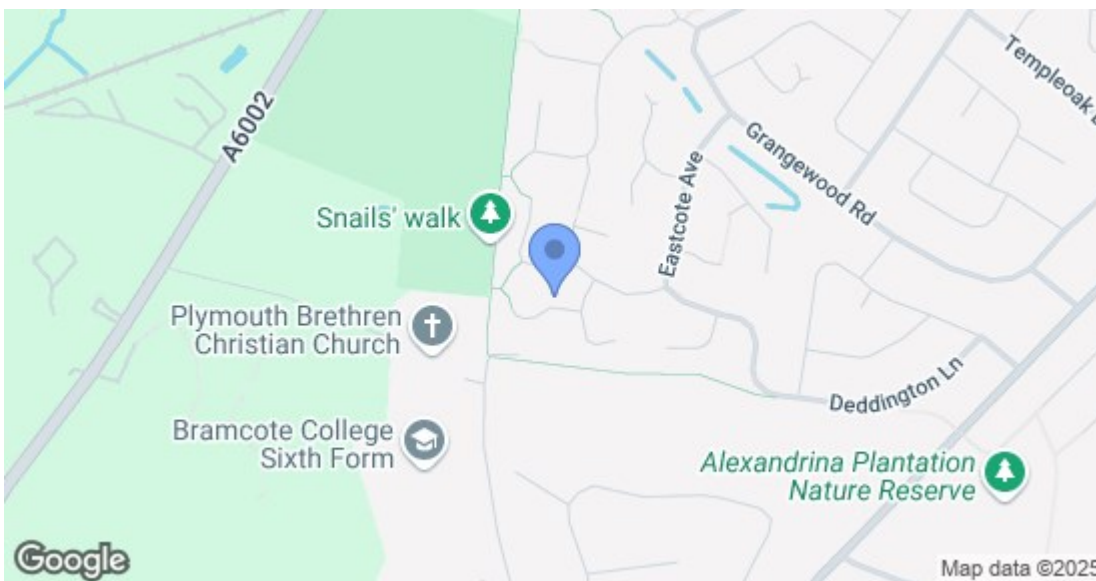 A6002
Templeoak
Grangewood Rd
Eastcote Ave
Snails' walk
Plymouth Brethren
Christian Church
Deddington Ln
Bramcote College
Sixth Form
Alexandrina Plantation
Nature Reserve
Google
Map data ©2025